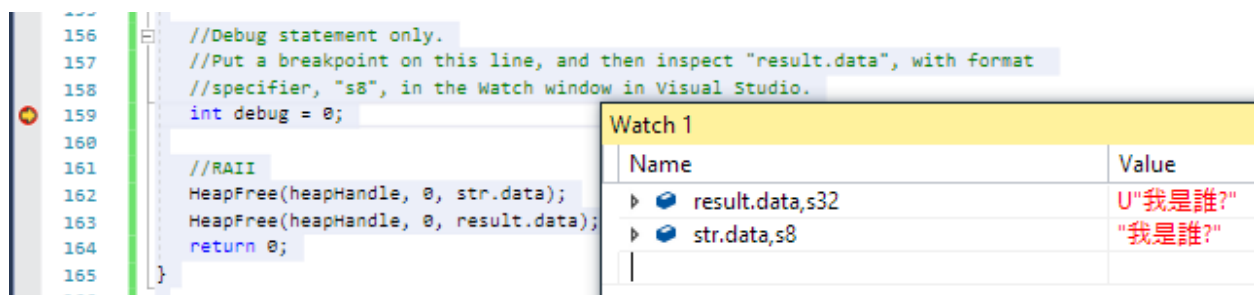 156 //Debug statement only.
157 //Put a breakpoint on this line, and then inspect "result.data", with format
158 //specifier, "s8", in the Watch window in Visual Studio.
159 int debug = 0;
160
161 //RAII
162 HeapFree(heapHandle, 0, str.data);
163 HeapFree(heapHandle, 0, result.data);
164 return 0;
165 }
Watch 1
Name Value
result.data,s32 U"我是誰?"
str.data,s8 "我是誰?"